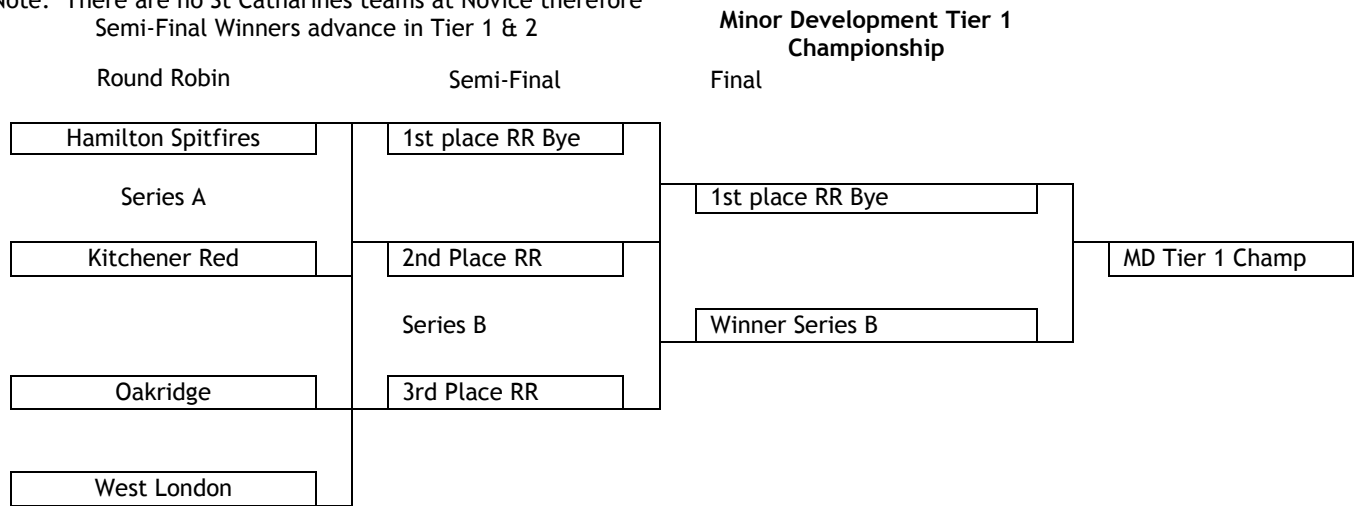 Note: There are no St Catharines teams at Novice therefore
Semi-Final Winners advance in Tier 1 & 2
Minor Development Tier 1
Championship
Round Robin Semi-Final Final
Hamilton Spitfires 1st place RR Bye
Series A 1st place RR Bye
Kitchener Red 2nd Place RR MD Tier 1 Champ
Series B Winner Series B
Oakridge 3rd Place RR
West London